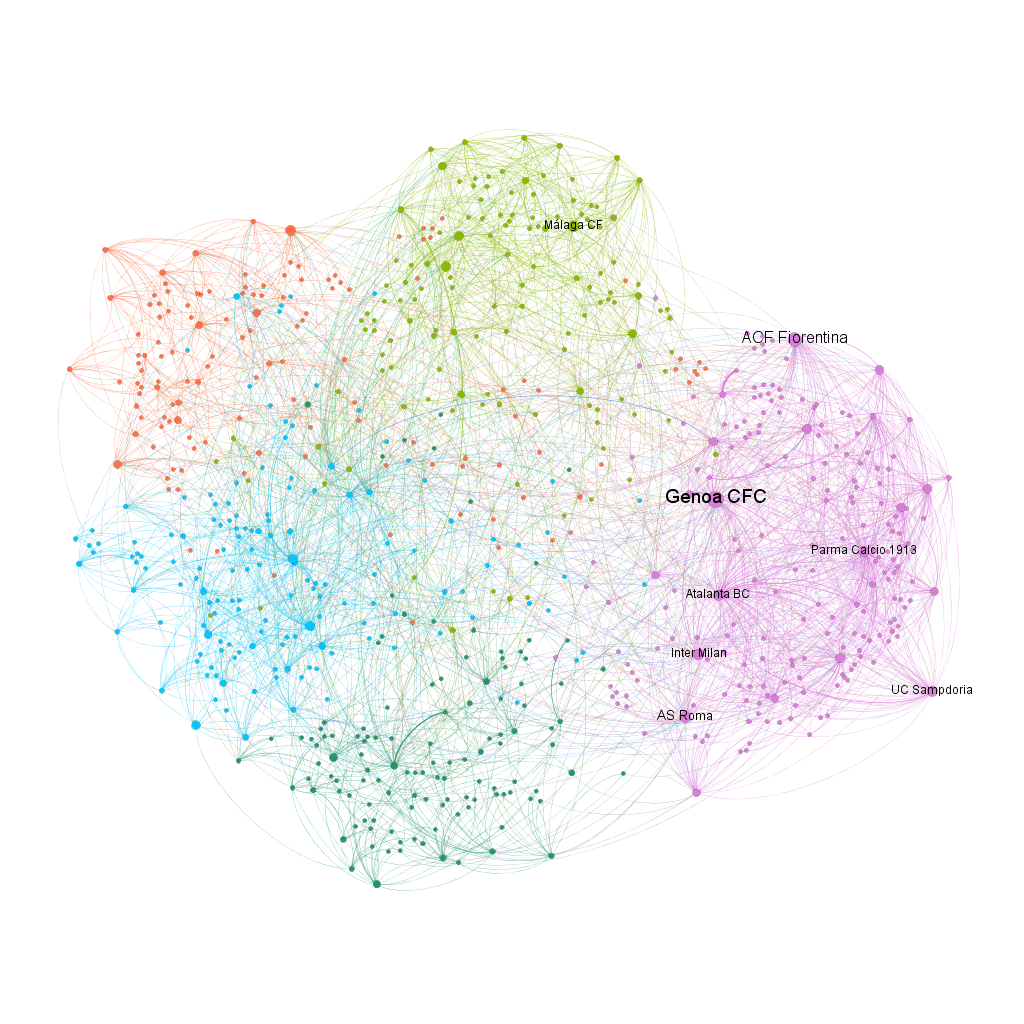 Málaga CF
ACF Fiorentina
Genoa CFC
Parma Calcio 1913
Atalanta BC
Inter Milan
UC Sampdoria
AS Roma